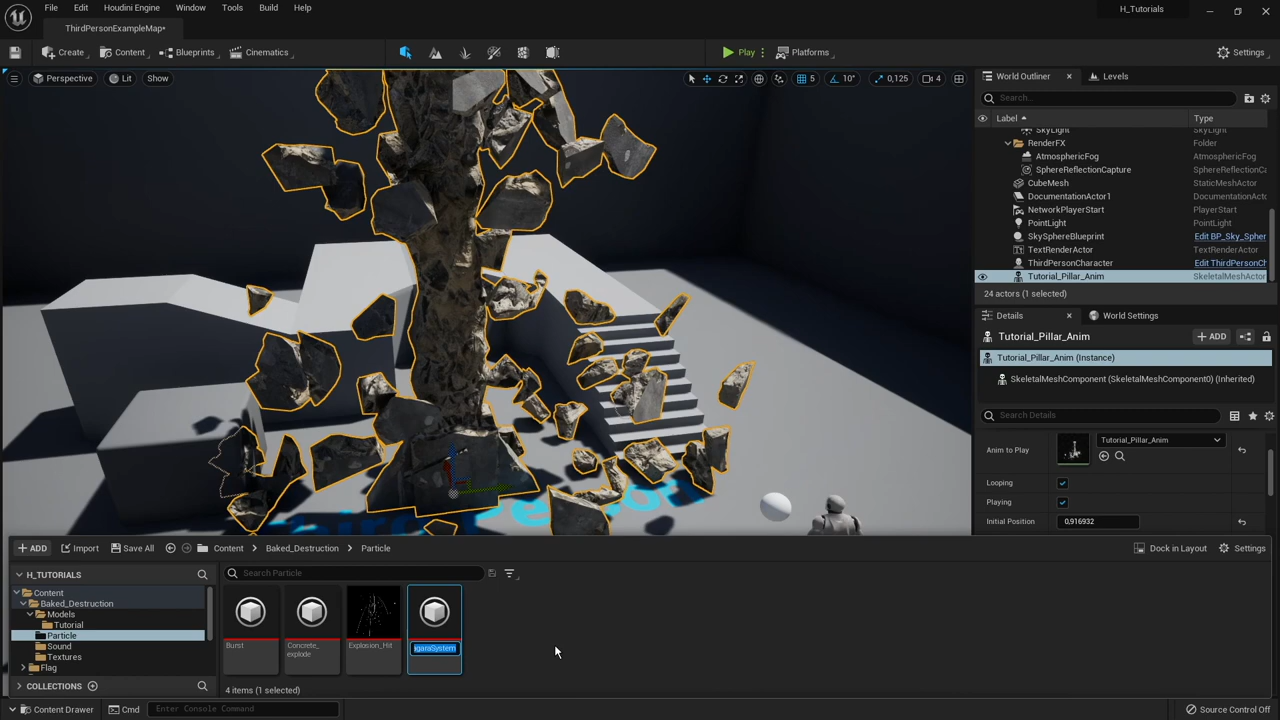 File Edit Houdini Engine Window Tools Build Help
H_Tutorials
ThirdPersonExampleMap*
Create Content Blueprints Cinematics Play Platforms Settings
Perspective Lit Show
5 10° 0,125 4
World Outliner Levels
Search...
Label Type
SkyLight SkyLight
RenderFX Folder
AtmosphericFog AtmosphericFog
SphereReflectionCapture SphereReflectionCa
CubeMesh StaticMeshActor
DocumentationActor1 DocumentationActo
NetworkPlayerStart PlayerStart
PointLight PointLight
SkySphereBlueprint Edit BP_Sky_Spher
TextRenderActor TextRenderActor
ThirdPersonCharacter Edit ThirdPersonCh
Tutorial_Pillar_Anim SkeletalMeshActor
24 actors (1 selected)
Details World Settings
Tutorial_Pillar_Anim ADD
Tutorial_Pillar_Anim (Instance)
SkeletalMeshComponent (SkeletalMeshComponent0) (Inherited)
Search Details
Anim to Play Tutorial_Pillar_Anim
Looping
Playing
Initial Position 0,916932
ADD Import Save All Content Baked_Destruction Particle Dock in Layout Settings
H_TUTORIALS
Search Particle
Content
Baked_Destruction
Models
Tutorial
Particle
Sound
Textures
Flag
Burst
Concrete_
explode
Explosion_Hit
agaraSystem
COLLECTIONS
4 items (1 selected)
Content Drawer Cmd Enter Console Command Source Control Off